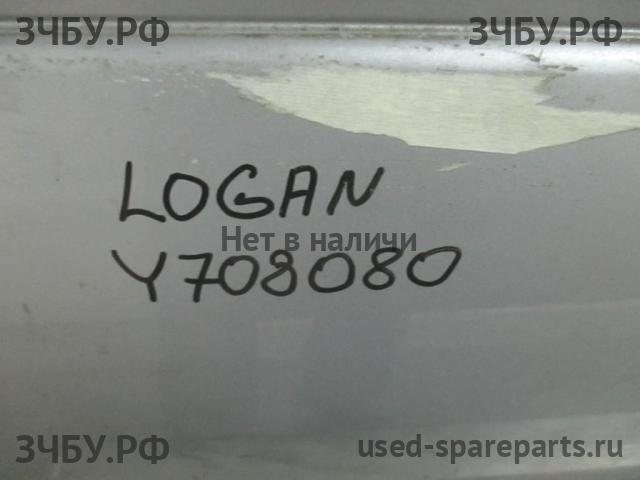 ЗЧБУ.РФ ЗЧБУ.РФ
LOGAN
Нет в наличи
Y708080
ЗЧБУ.РФ used-spareparts.ru